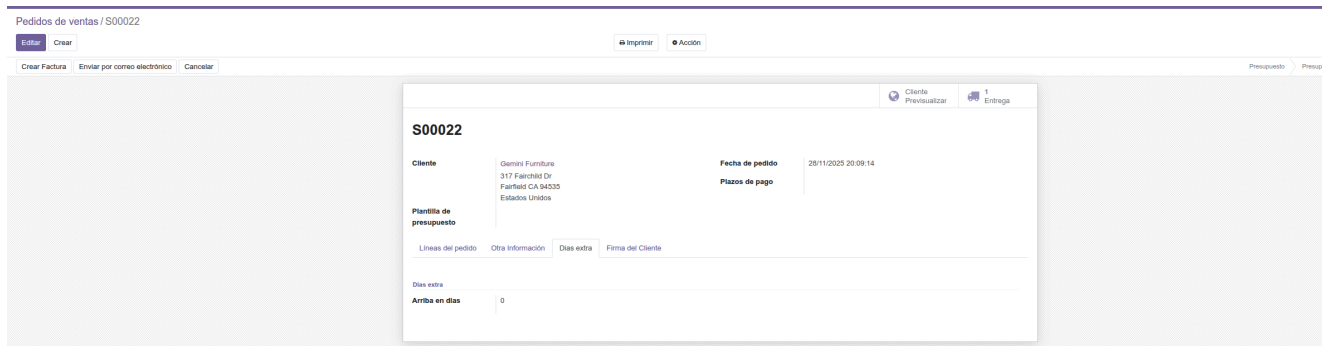 Pedidos de ventas / S00022
Editar Crear Imprimir Acción
Crear Factura Enviar por correo electrónico Cancelar Presupuesto Presup
Cliente Previsualizar 1 Entrega
S00022
Cliente Gemini Furniture Fecha de pedido 28/11/2025 20:09:14
317 Fairchild Dr
Plazos de pago
Fairfield CA 94535
Estados Unidos
Plantilla de
presupuesto
Líneas del pedido Otra Información Dias extra Firma del Cliente
Dias extra
Arriba en dias 0